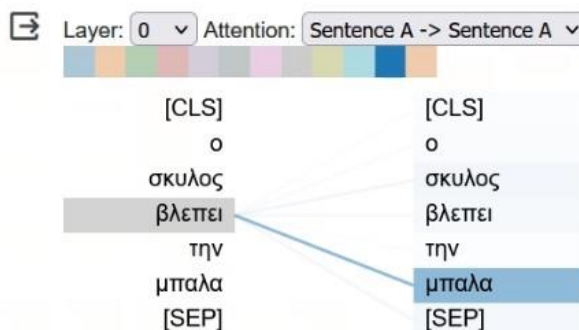 Layer: 0 Attention: Sentence A -> Sentence A
[CLS] [CLS]
ο ο
σκυλος σκυλος
βλεπει βλεπει
την την
μπαλα μπαλα
[SEP] [SEP]